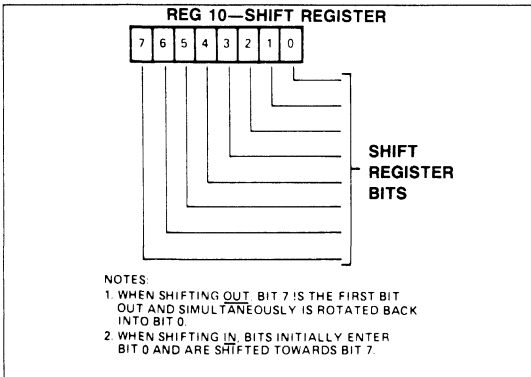 REG 10—SHIFT REGISTER
7 6 5 4 3 2 1 0
SHIFT
REGISTER
BITS
NOTES:
1. WHEN SHIFTING OUT, BIT 7 IS THE FIRST BIT
OUT AND SIMULTANEOUSLY IS ROTATED BACK
INTO BIT 0.
2. WHEN SHIFTING IN, BITS INITIALLY ENTER
BIT 0 AND ARE SHIFTED TOWARDS BIT 7.